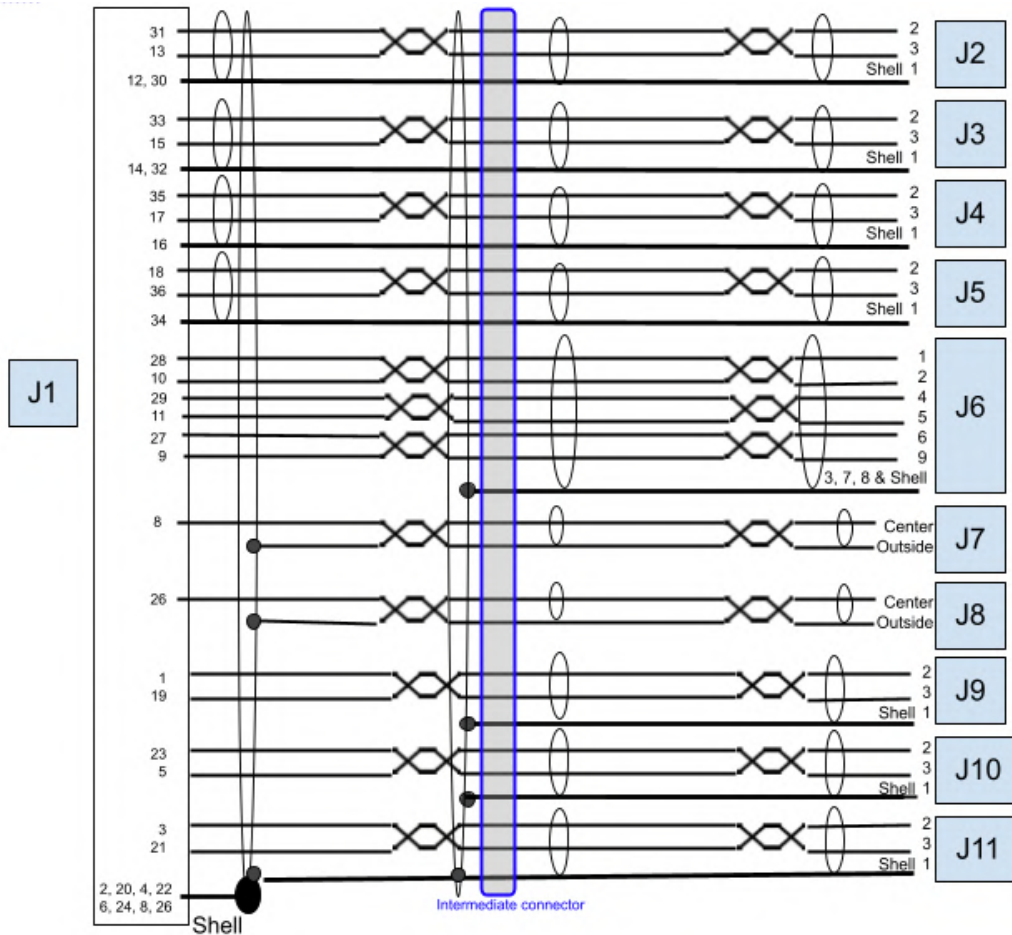 31
2
J2
13
3
Shell 1
12, 30
33
2
J3
15
3
Shell 1
14, 32
35
2
J4
17
3
Shell 1
16
18
2
J5
36
3
Shell 1
34
J1
28
1
J6
10
2
29
4
11
5
27
6
9
9
3, 7, 8 & Shell
8
Center
J7
Outside
26
Center
J8
Outside
1
2
J9
19
3
Shell 1
23
2
J10
5
3
Shell 1
3
2
J11
21
3
Shell 1
2, 20, 4, 22
6, 24, 8, 26
Shell
Intermediate connector